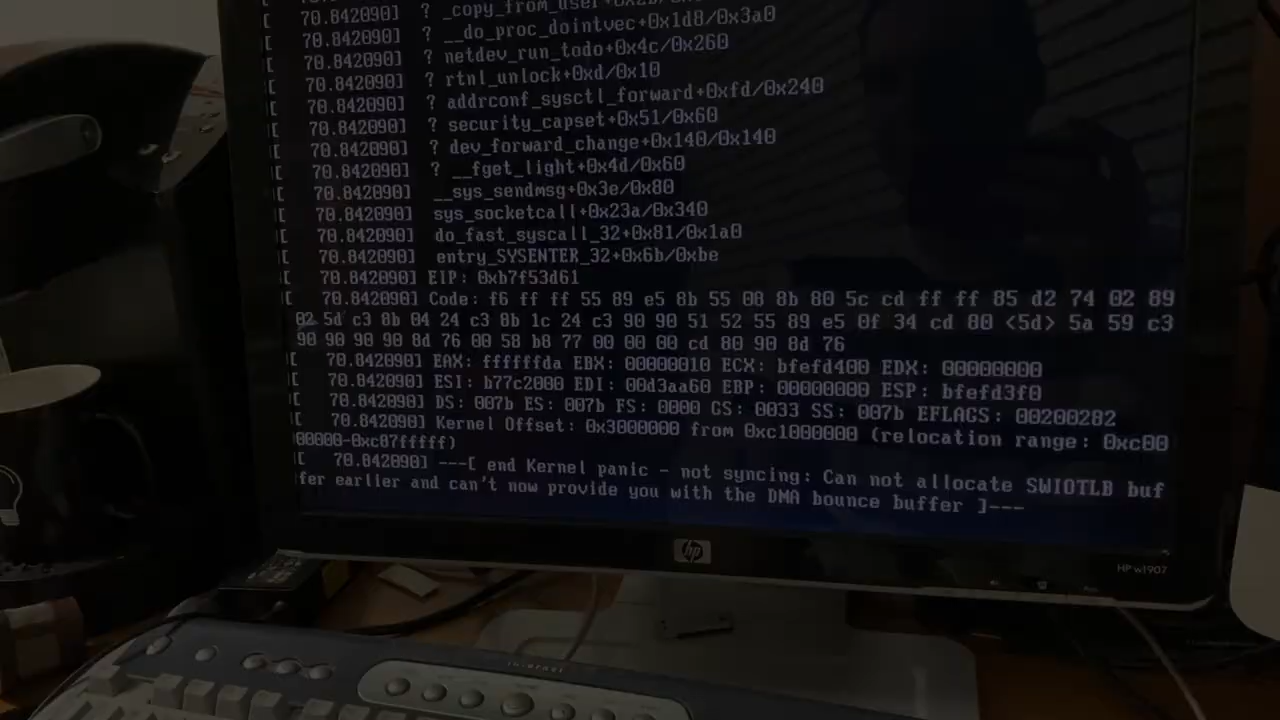 70.842090] ? _copy_from_user+0x2b/0x
[ 70.842090] ? __do_proc_dointvec+0x1d8/0x3a0
[ 70.842090] ? netdev_run_todo+0x4c/0x260
[ 70.842090] ? rtnl_unlock+0xd/0x10
[ 70.842090] ? addrconf_sysctl_forward+0xfd/0x240
[ 70.842090] ? security_capset+0x51/0x60
[ 70.842090] ? dev_forward_change+0x140/0x140
[ 70.842090] ? __fget_light+0x4d/0x60
[ 70.842090] __sys_sendmsg+0x3e/0x80
[ 70.842090] sys_socketcall+0x23a/0x340
[ 70.842090] do_fast_syscall_32+0x81/0x1a0
[ 70.842090] entry_SYSENTER_32+0x6b/0xbe
[ 70.842090] EIP: 0xb7f53d61
[ 70.842090] Code: f6 ff ff 55 89 e5 8b 55 08 8b 80 5c cd ff ff 85 d2 74 02 89
02 5d c3 8b 04 24 c3 8b 1c 24 c3 90 90 51 52 55 89 e5 0f 34 cd 80 <5d> 5a 59 c3
90 90 90 90 8d 76 00 58 b8 77 00 00 00 cd 80 90 8d 76
[ 70.842090] EAX: ffffffda EBX: 00000010 ECX: bfefd400 EDX: 00000000
[ 70.842090] ESI: b77c2000 EDI: 00d3aa60 EBP: 00000000 ESP: bfefd3f0
[ 70.842090] DS: 007b ES: 007b FS: 0000 GS: 0033 SS: 007b EFLAGS: 00200282
[ 70.842090] Kernel Offset: 0x3000000 from 0xc1000000 (relocation range: 0xc00
00000-0xc87fffff)
[ 70.842090] ---[ end Kernel panic - not syncing: Can not allocate SWIOTLB buf
fer earlier and can't now provide you with the DMA bounce buffer ]---
hp
HP w1907
Internet